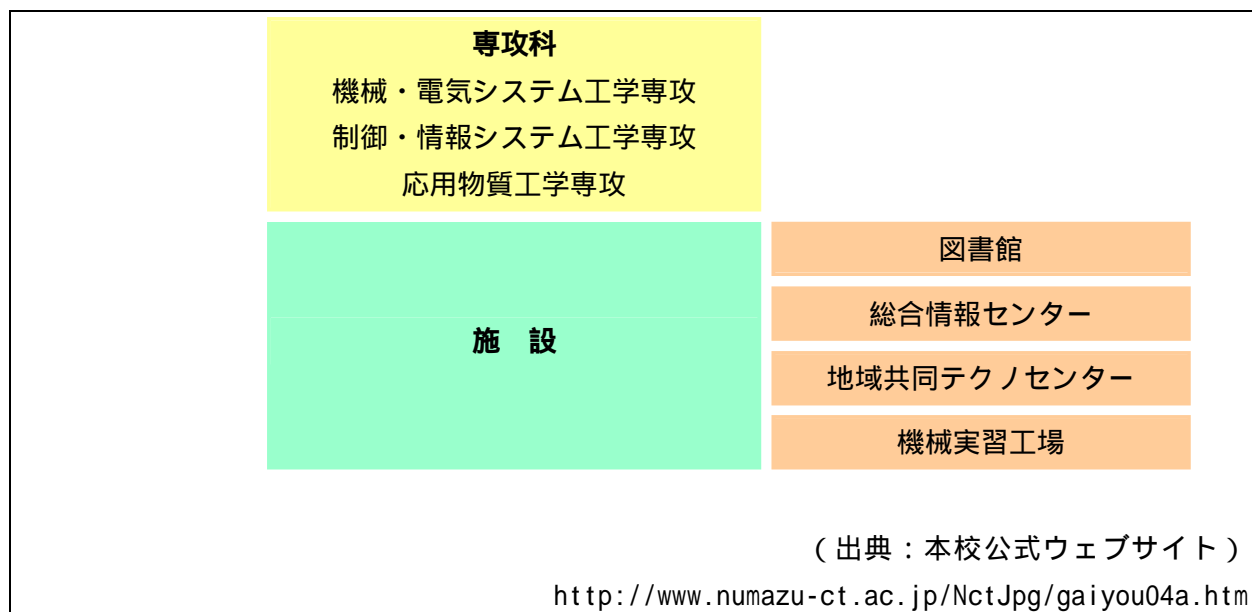 専攻科
機械・電気システム工学専攻
制御・情報システム工学専攻
応用物質工学専攻
施　設
図書館
総合情報センター
地域共同テクノセンター
機械実習工場
（出典：本校公式ウェブサイト）
http://www.numazu-ct.ac.jp/NctJpg/gaiyou04a.htm